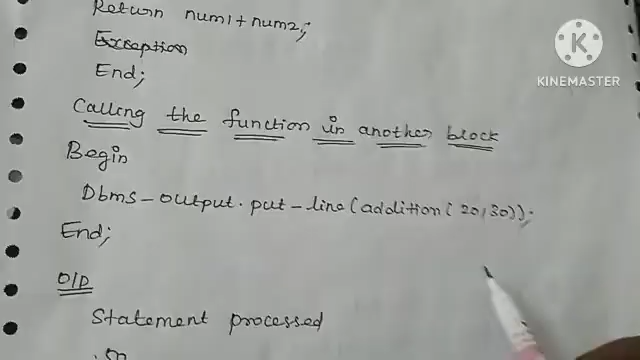 Return num1+num2;
Exception
End;
KINEMASTER
Calling the function in another block
Begin
Dbms-output.put-line(addition(20,30));
End;
O/P
Statement processed